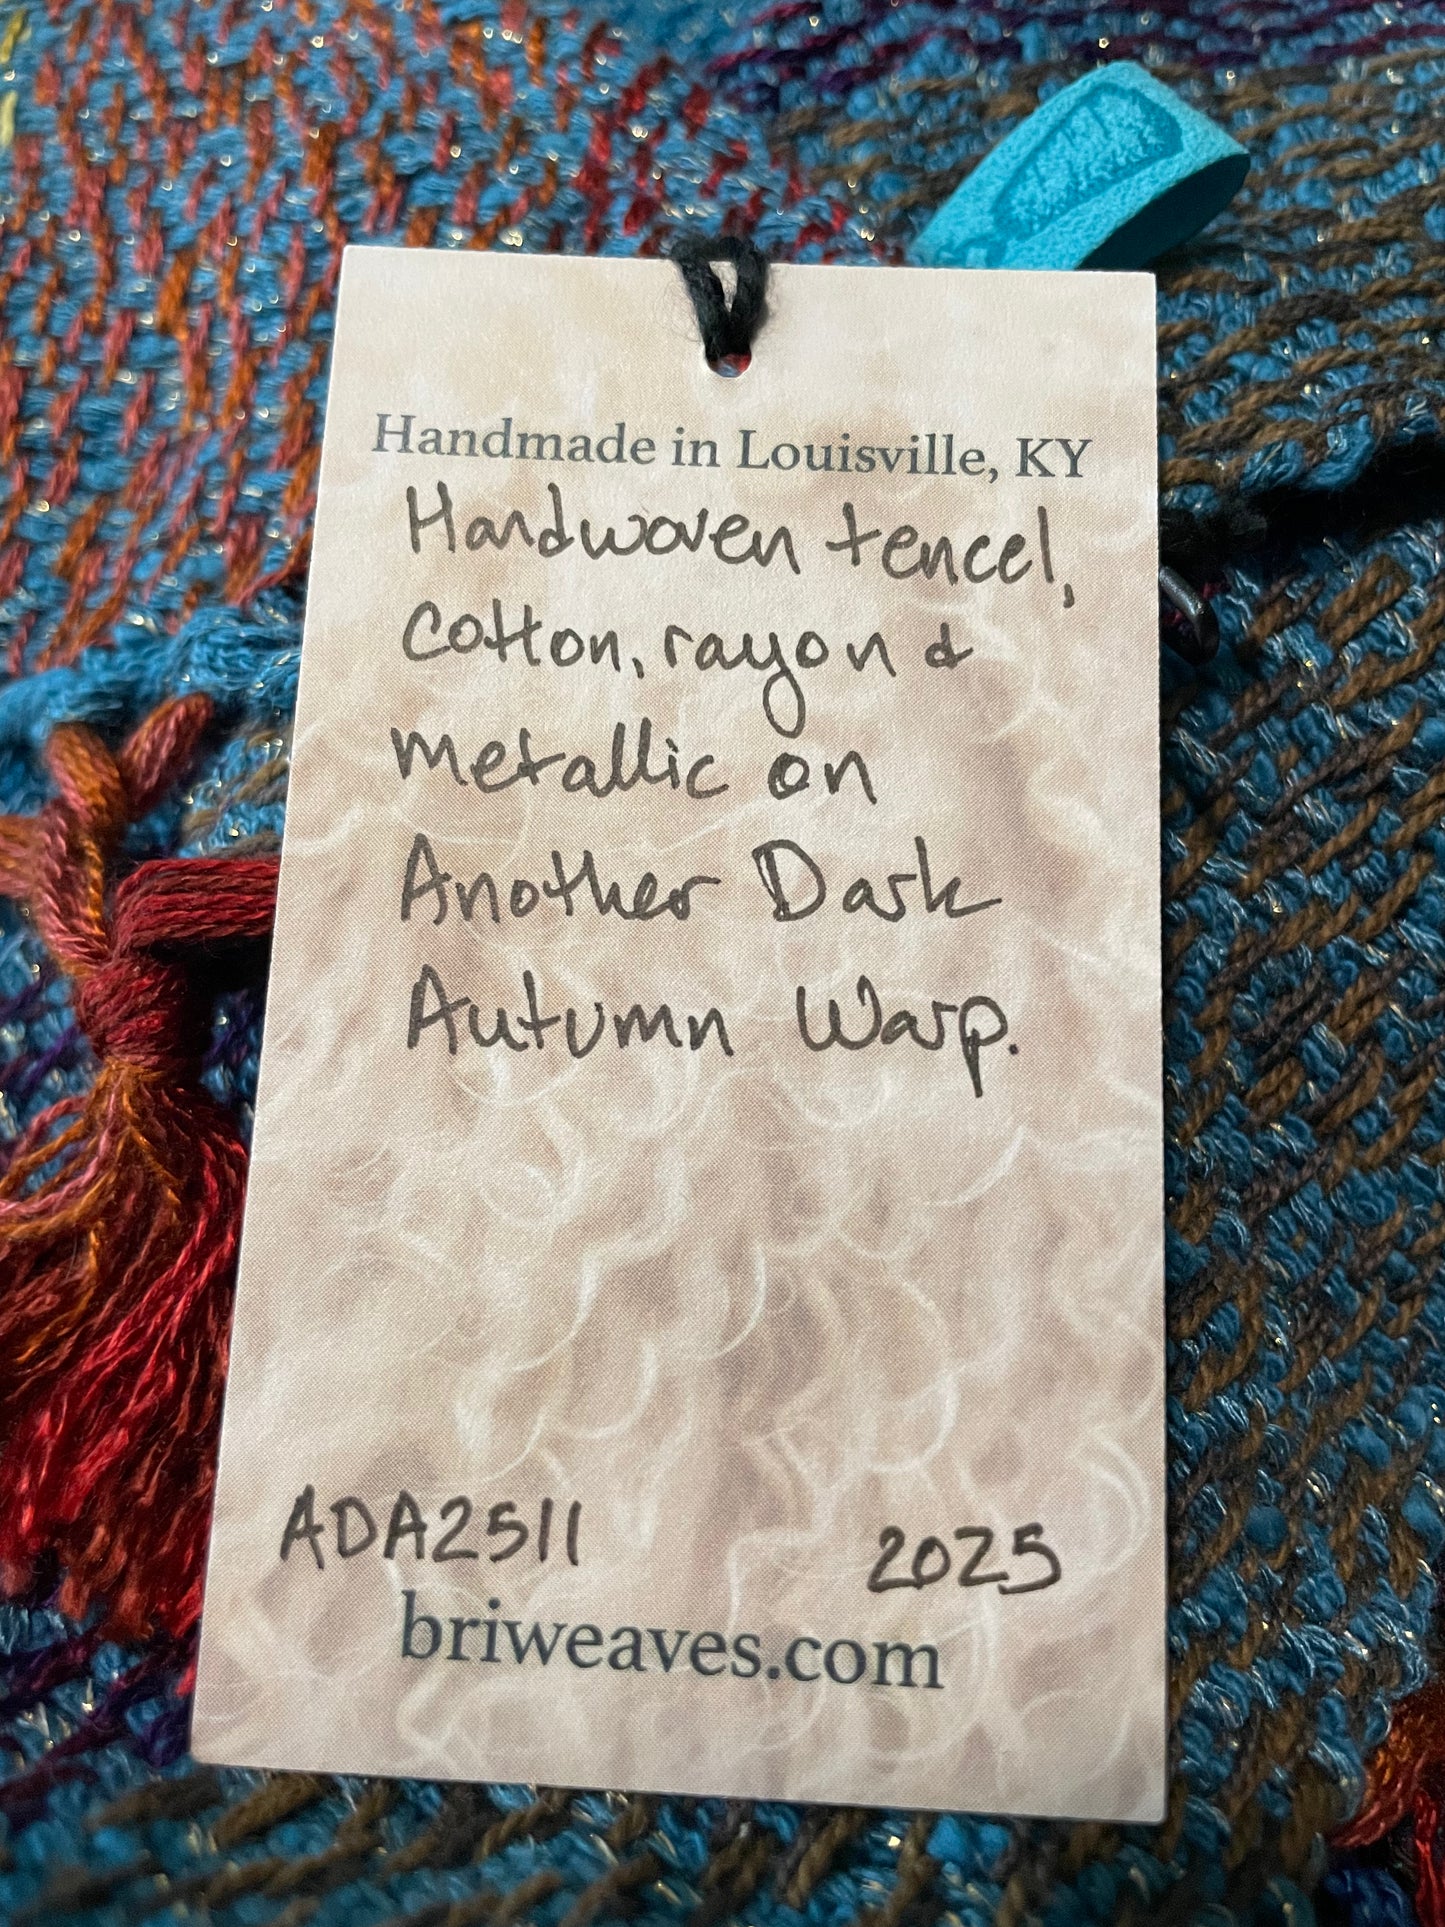 Handmade in Louisville, KY
Handwoven tencel,
cotton, rayon &
metallic on
Another Dark
Autumn Warp.
ADA2511 2025
briweaves.com